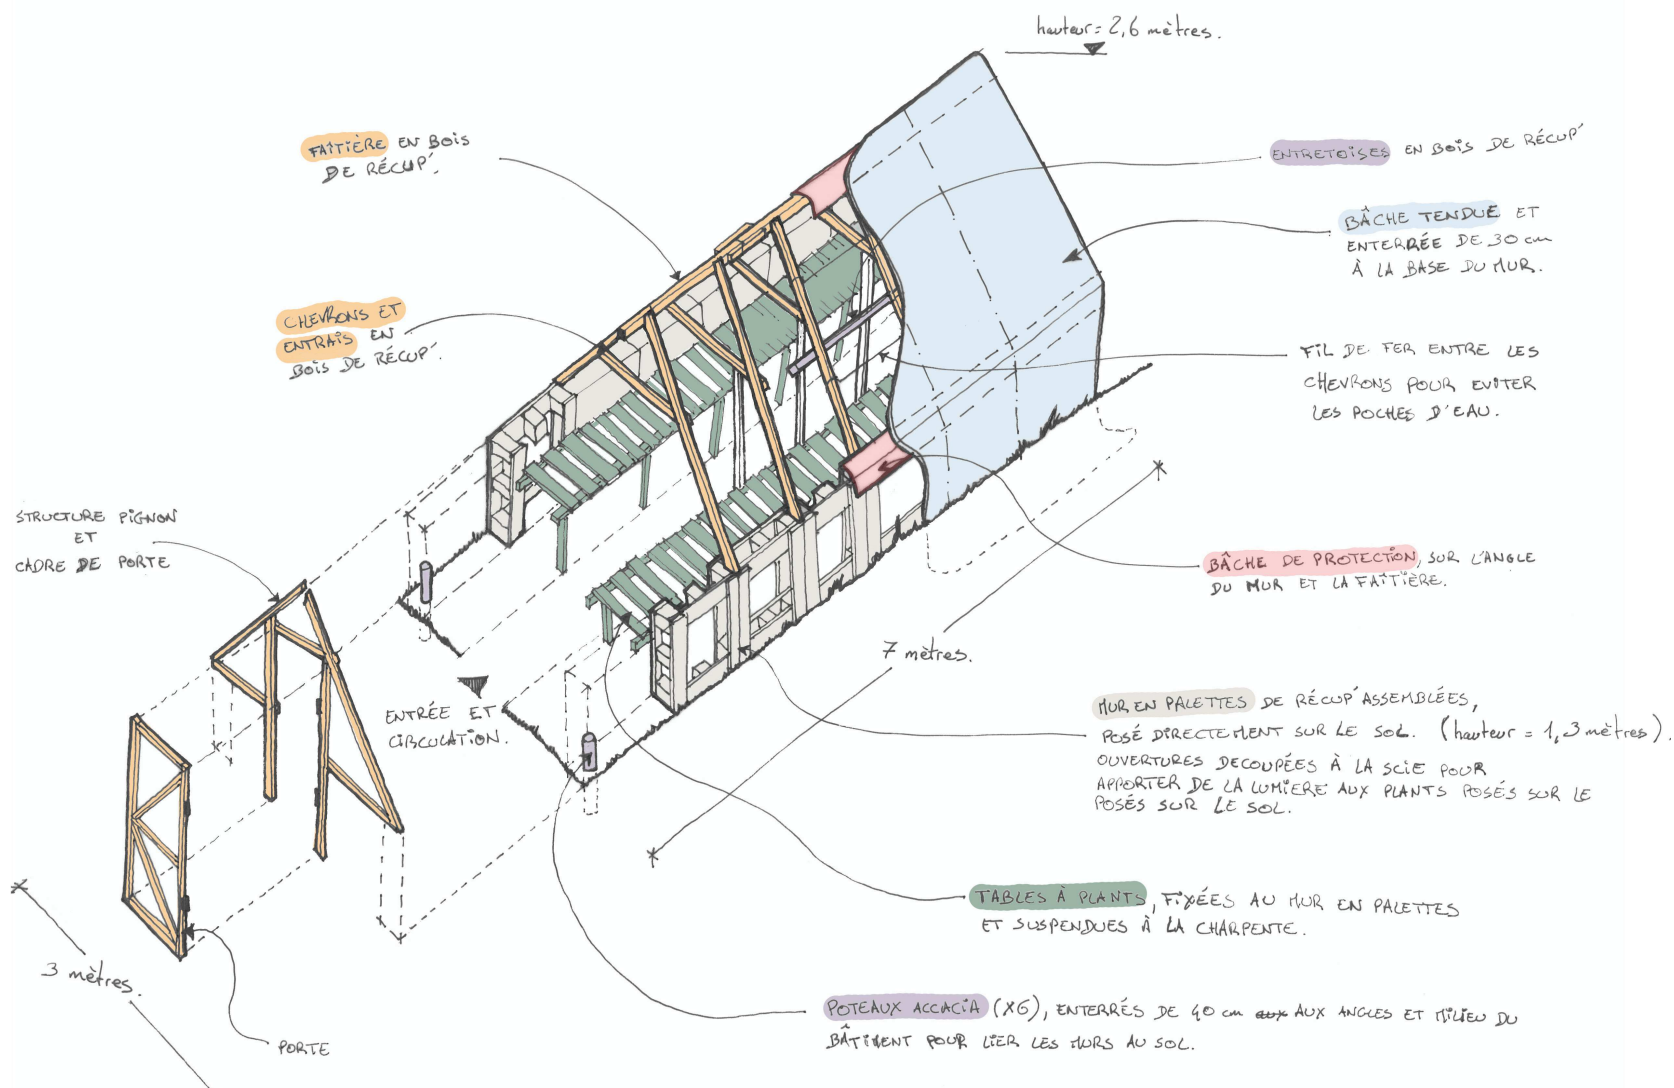 hauteur = 2,6 mètres.
FAÎTIÈRE EN BOIS
DE RÉCUP'.
ENTRETOISES EN BOIS DE RÉCUP'
BÂCHE TENDUE ET
ENTERRÉE DE 30 cm
À LA BASE DU MUR.
CHEVRONS ET
ENTRAIS EN
BOIS DE RÉCUP'.
FIL DE FER ENTRE LES
CHEVRONS POUR EVITER
LES POCHES D'EAU.
STRUCTURE PIGNON
ET
CADRE DE PORTE
BÂCHE DE PROTECTION, SUR L'ANGLE
DU MUR ET LA FAÎTIÈRE.
7 mètres.
ENTRÉE ET
CIRCULATION.
MUR EN PALETTES DE RÉCUP' ASSEMBLÉES,
POSÉ DIRECTEMENT SUR LE SOL. (hauteur = 1,3 mètres).
OUVERTURES DECOUPÉES À LA SCIE POUR
APPORTER DE LA LUMIERE AUX PLANTS POSÉS SUR LE
POSÉS SUR LE SOL.
TABLES À PLANTS, FIXÉES AU MUR EN PALETTES
ET SUSPENDUES À LA CHARPENTE.
3 mètres.
POTEAUX ACCACIA (X6), ENTERRÉS DE 40 cm aux AUX ANGLES ET MILIEU DU
BÂTIMENT POUR LIER LES MURS AU SOL.
PORTE